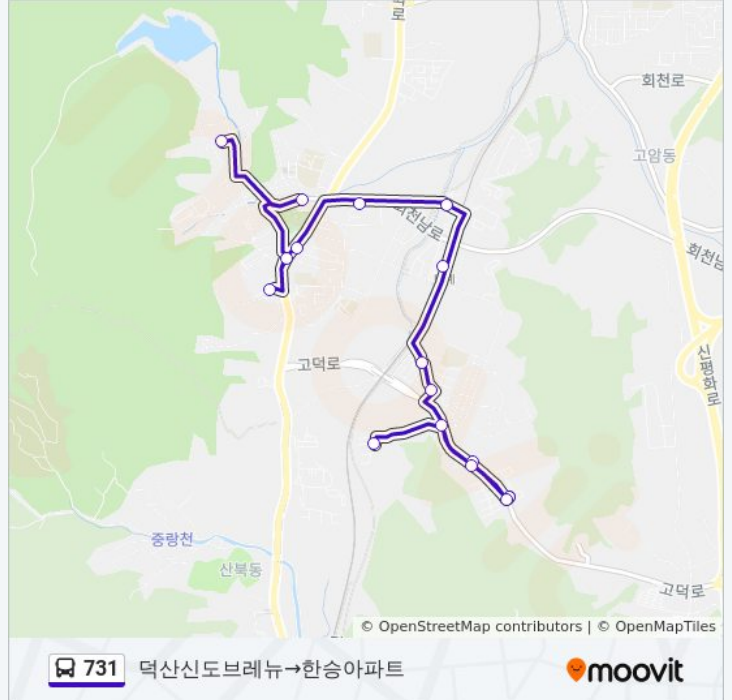 로
회천로
고암동
회천남로
회천남
신평화로
고덕로
중랑천
산북동
고덕로
© OpenStreetMap contributors | © OpenMapTiles
731 덕산신도브레뉴→한승아파트 moovit